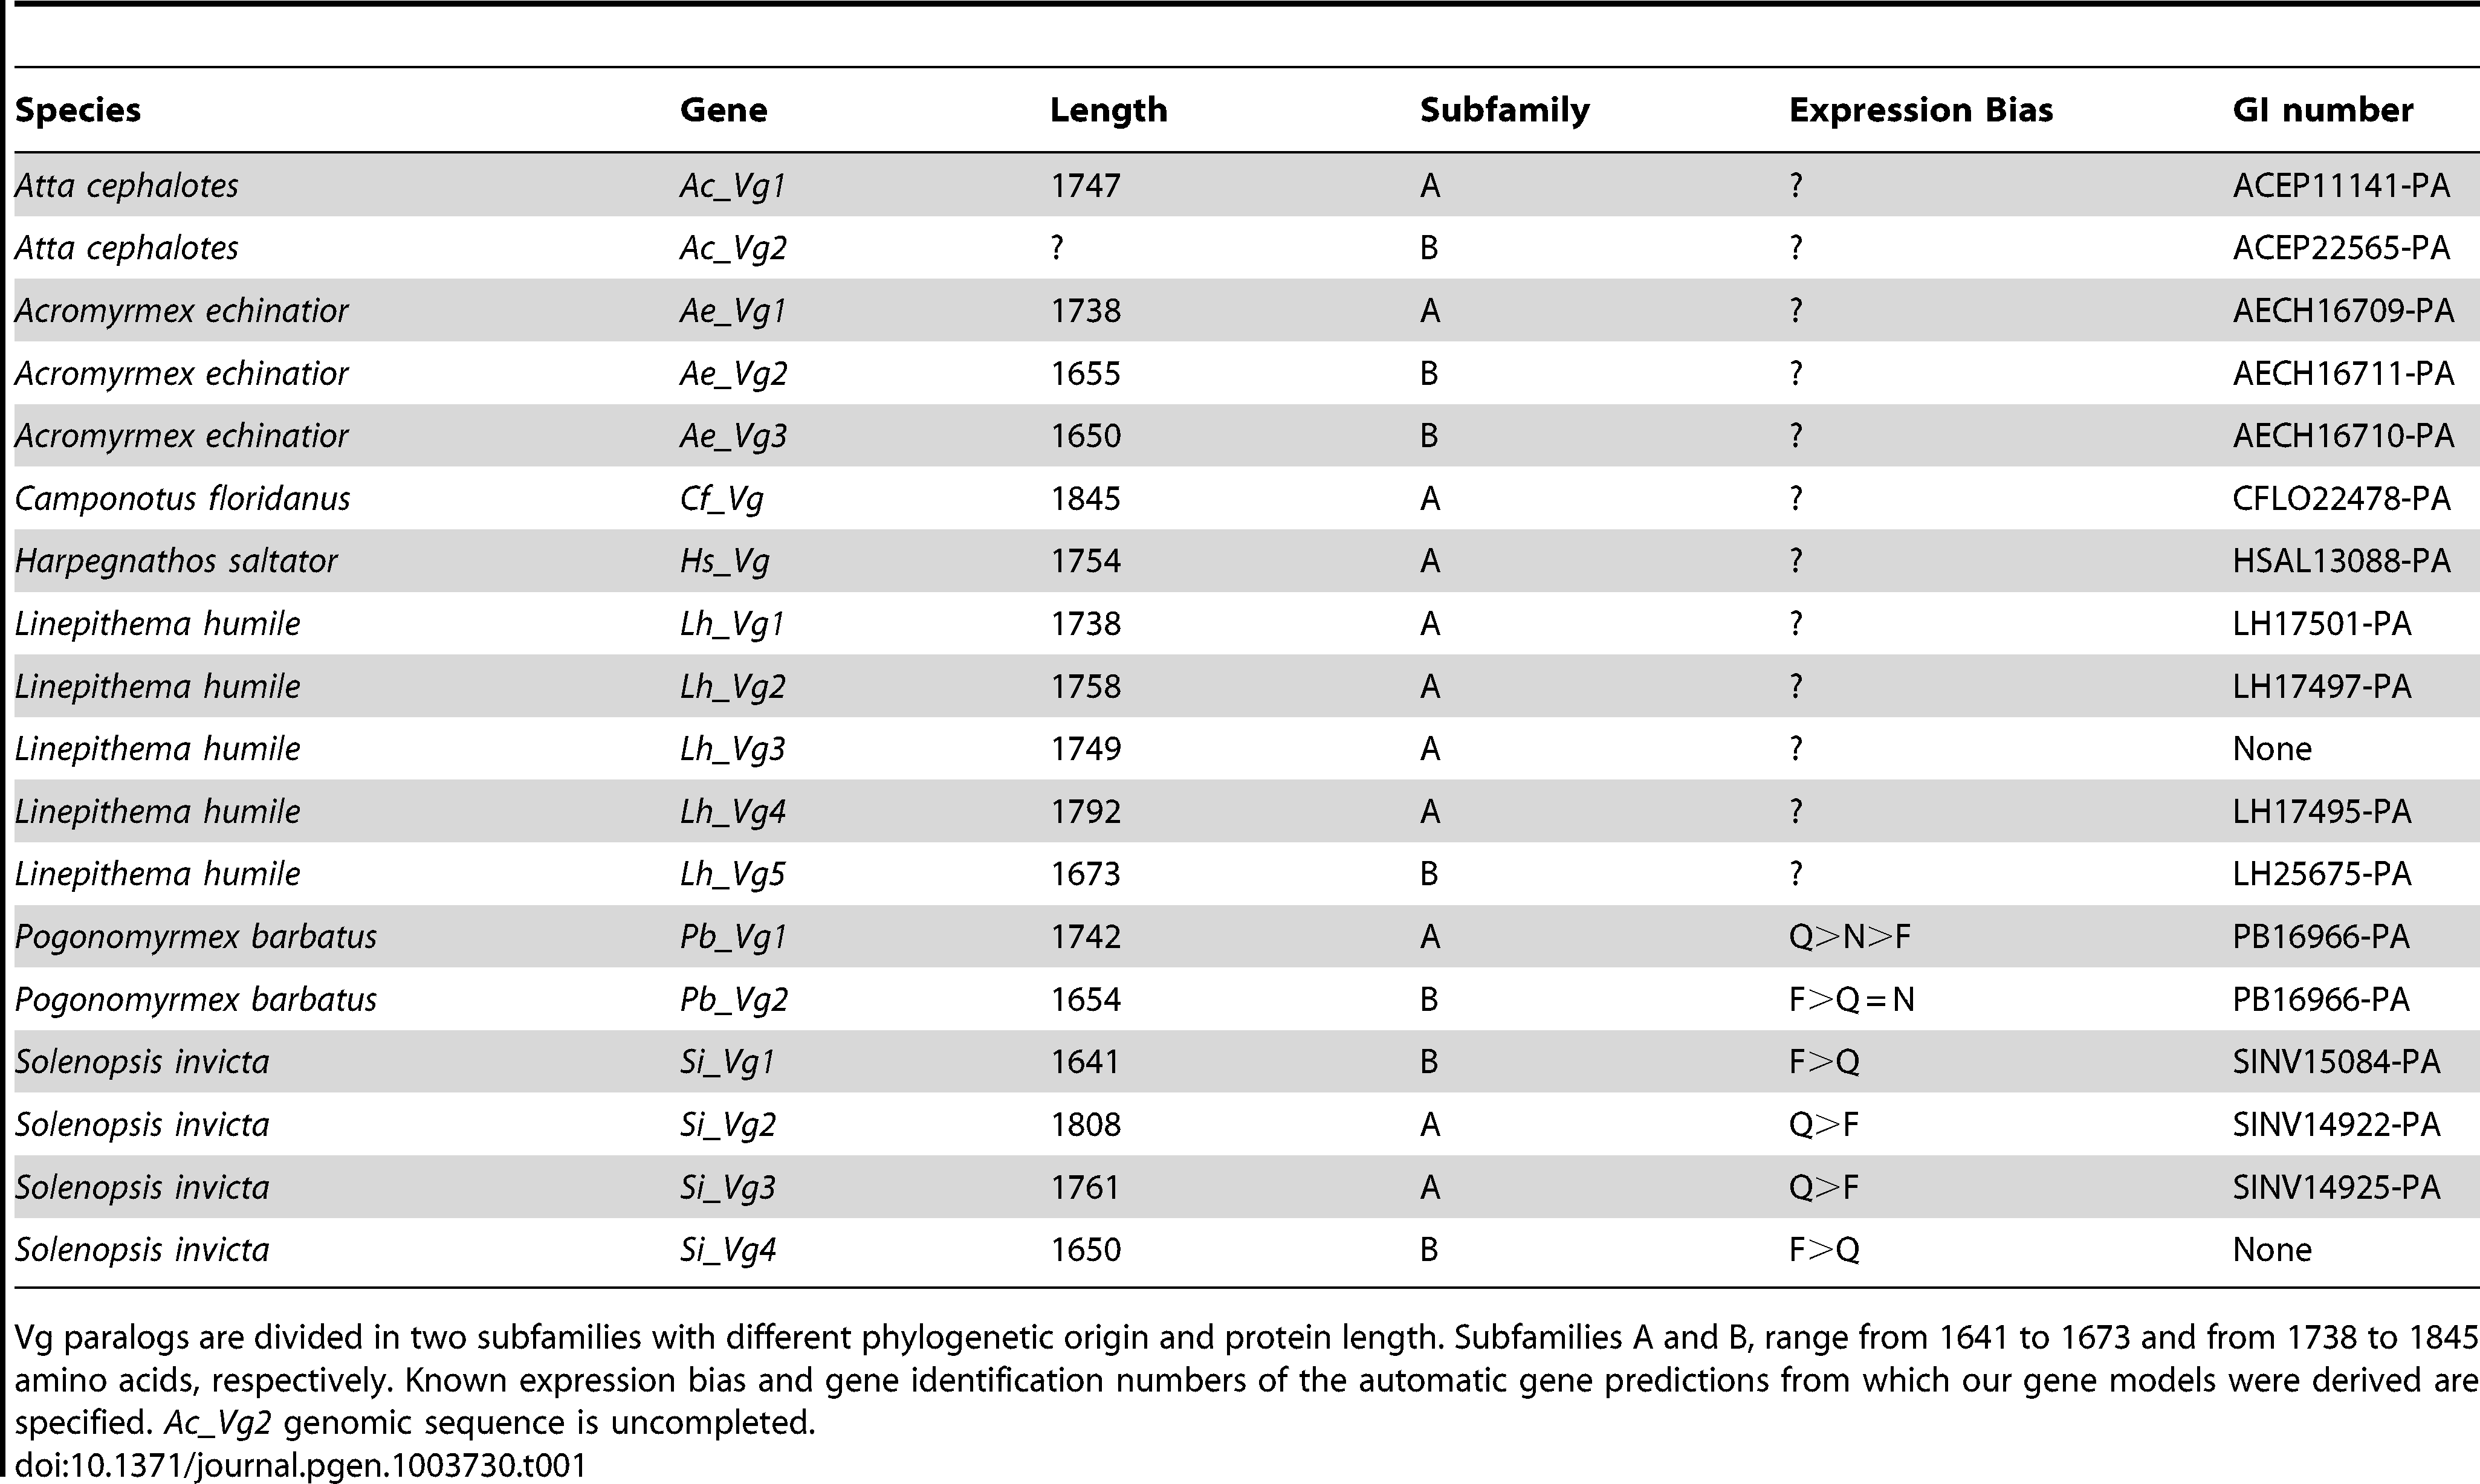 Species Gene Length Subfamily Expression Bias GI number
Atta cephalotes Ac_Vg1 1747 A ? ACEP11141-PA
Atta cephalotes Ac_Vg2 ? B ? ACEP22565-PA
Acromyrmex echinatior Ae_Vg1 1738 A ? AECH16709-PA
Acromyrmex echinatior Ae_Vg2 1655 B ? AECH16711-PA
Acromyrmex echinatior Ae_Vg3 1650 B ? AECH16710-PA
Camponotus floridanus Cf_Vg 1845 A ? CFLO22478-PA
Harpegnathos saltator Hs_Vg 1754 A ? HSAL13088-PA
Linepithema humile Lh_Vg1 1738 A ? LH17501-PA
Linepithema humile Lh_Vg2 1758 A ? LH17497-PA
Linepithema humile Lh_Vg3 1749 A ? None
Linepithema humile Lh_Vg4 1792 A ? LH17495-PA
Linepithema humile Lh_Vg5 1673 B ? LH25675-PA
Pogonomyrmex barbatus Pb_Vg1 1742 A Q>N>F PB16966-PA
Pogonomyrmex barbatus Pb_Vg2 1654 B F>Q=N PB16966-PA
Solenopsis invicta Si_Vg1 1641 B F>Q SINV15084-PA
Solenopsis invicta Si_Vg2 1808 A Q>F SINV14922-PA
Solenopsis invicta Si_Vg3 1761 A Q>F SINV14925-PA
Solenopsis invicta Si_Vg4 1650 B F>Q None
Vg paralogs are divided in two subfamilies with different phylogenetic origin and protein length. Subfamilies A and B, range from 1641 to 1673 and from 1738 to 1845
amino acids, respectively. Known expression bias and gene identification numbers of the automatic gene predictions from which our gene models were derived are
specified. Ac_Vg2 genomic sequence is uncompleted.
doi:10.1371/journal.pgen.1003730.t001